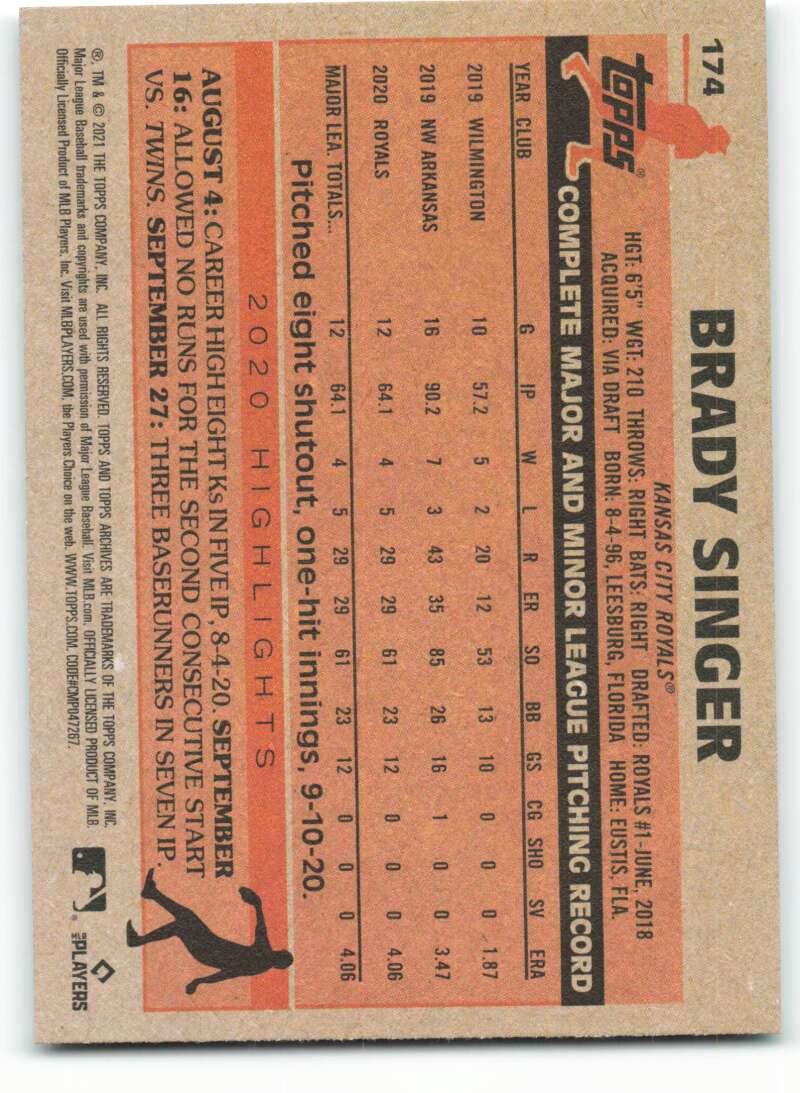 174
BRADY SINGER
KANSAS CITY ROYALS®
topps®
HGT: 6'5" WGT: 210 THROWS: RIGHT BATS: RIGHT DRAFTED: ROYALS #1-JUNE, 2018
ACQUIRED: VIA DRAFT BORN: 8-4-96, LEESBURG, FLORIDA HOME: EUSTIS, FLA.
COMPLETE MAJOR AND MINOR LEAGUE PITCHING RECORD
YEAR CLUB G IP W L R ER SO BB GS CG SHO SV ERA
2019 WILMINGTON 10 57.2 5 2 20 12 53 13 10 0 0 0 1.87
2019 NW ARKANSAS 16 90.2 7 3 43 35 85 26 16 1 0 0 3.47
2020 ROYALS 12 64.1 4 5 29 29 61 23 12 0 0 0 4.06
MAJOR LEA. TOTALS... 12 64.1 4 5 29 29 61 23 12 0 0 0 4.06
Pitched eight shutout, one-hit innings, 9-10-20.
2020 HIGHLIGHTS
AUGUST 4: CAREER HIGH EIGHT Ks IN FIVE IP, 8-4-20. SEPTEMBER
16: ALLOWED NO RUNS FOR THE SECOND CONSECUTIVE START
VS. TWINS. SEPTEMBER 27: THREE BASERUNNERS IN SEVEN IP.
®, TM & © 2021 THE TOPPS COMPANY, INC. ALL RIGHTS RESERVED. TOPPS AND TOPPS ARCHIVES ARE TRADEMARKS OF THE TOPPS COMPANY, INC.
Major League Baseball trademarks and copyrights are used with permission of Major League Baseball. Visit MLB.com. OFFICIALLY LICENSED PRODUCT OF MLB.
Officially Licensed Product of MLB Players, Inc. Visit MLBPLAYERS.COM, the Players Choice on the web. WWW.TOPPS.COM. CODE#CMP047267.
MLB PLAYERS